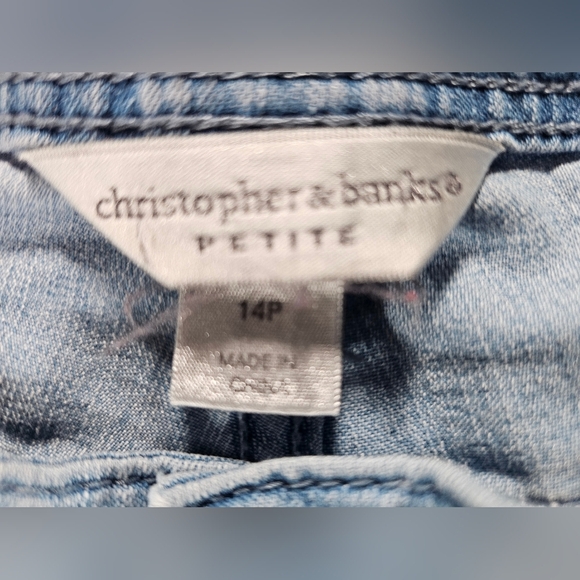 christopher & banks®
PETITE
14P
MADE IN
CHINA